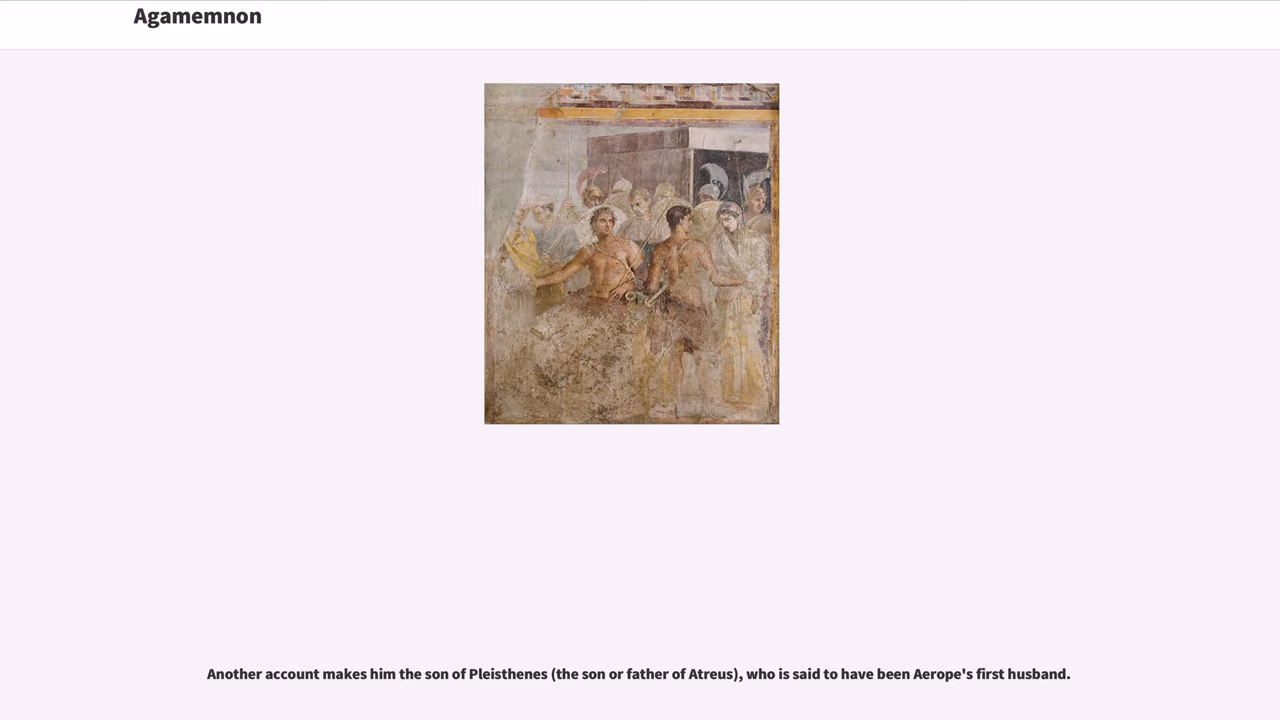 Agamemnon
Another account makes him the son of Pleisthenes (the son or father of Atreus), who is said to have been Aerope's first husband.